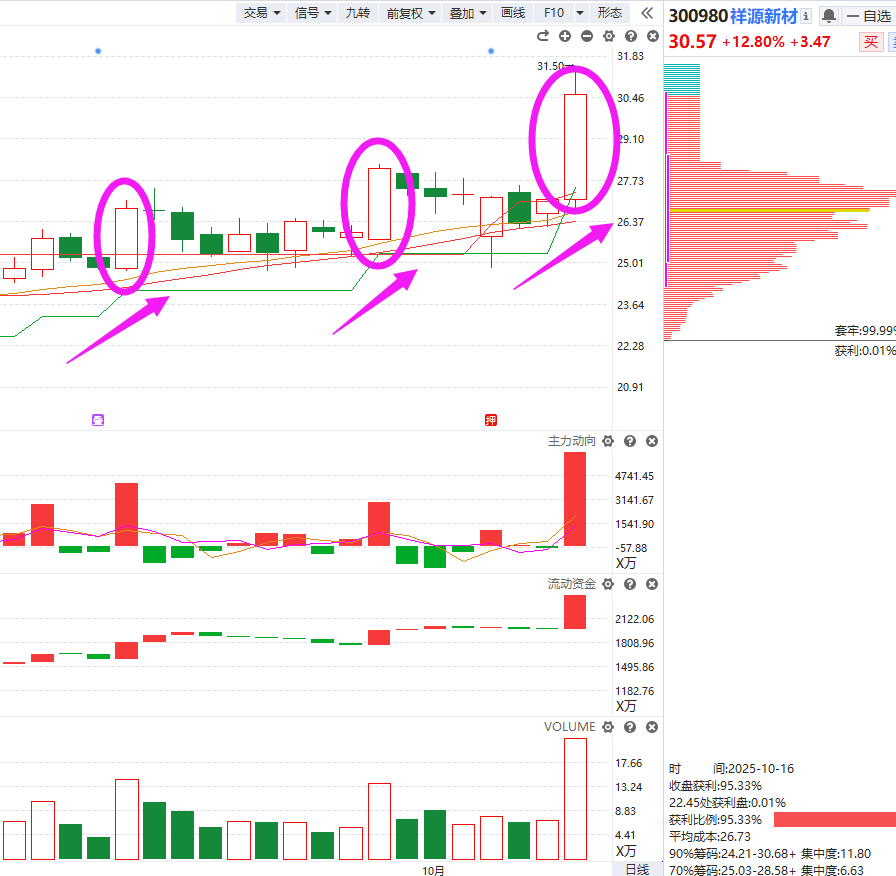 交易 信号 九转 前复权 叠加 画线 F10 形态
300980 祥源新材 一自选
30.57 +12.80% +3.47 买
31.83
31.50
30.46
29.10
27.73
26.37
25.01
23.64
22.28
20.91
套牢:99.99%
获利:0.01%
押
主力动向
4741.45
3141.67
1541.90
-57.88
X万
流动资金
2122.06
1808.96
1495.86
1182.76
X万
VOLUME
17.66
13.24
8.83
4.41
X万
10月
日线
时 间:2025-10-16
收盘获利:95.33%
22.45处获利盘:0.01%
获利比例:95.33%
平均成本:26.73
90%筹码:24.21-30.68+ 集中度:11.80
70%筹码:25.03-28.58+ 集中度:6.63